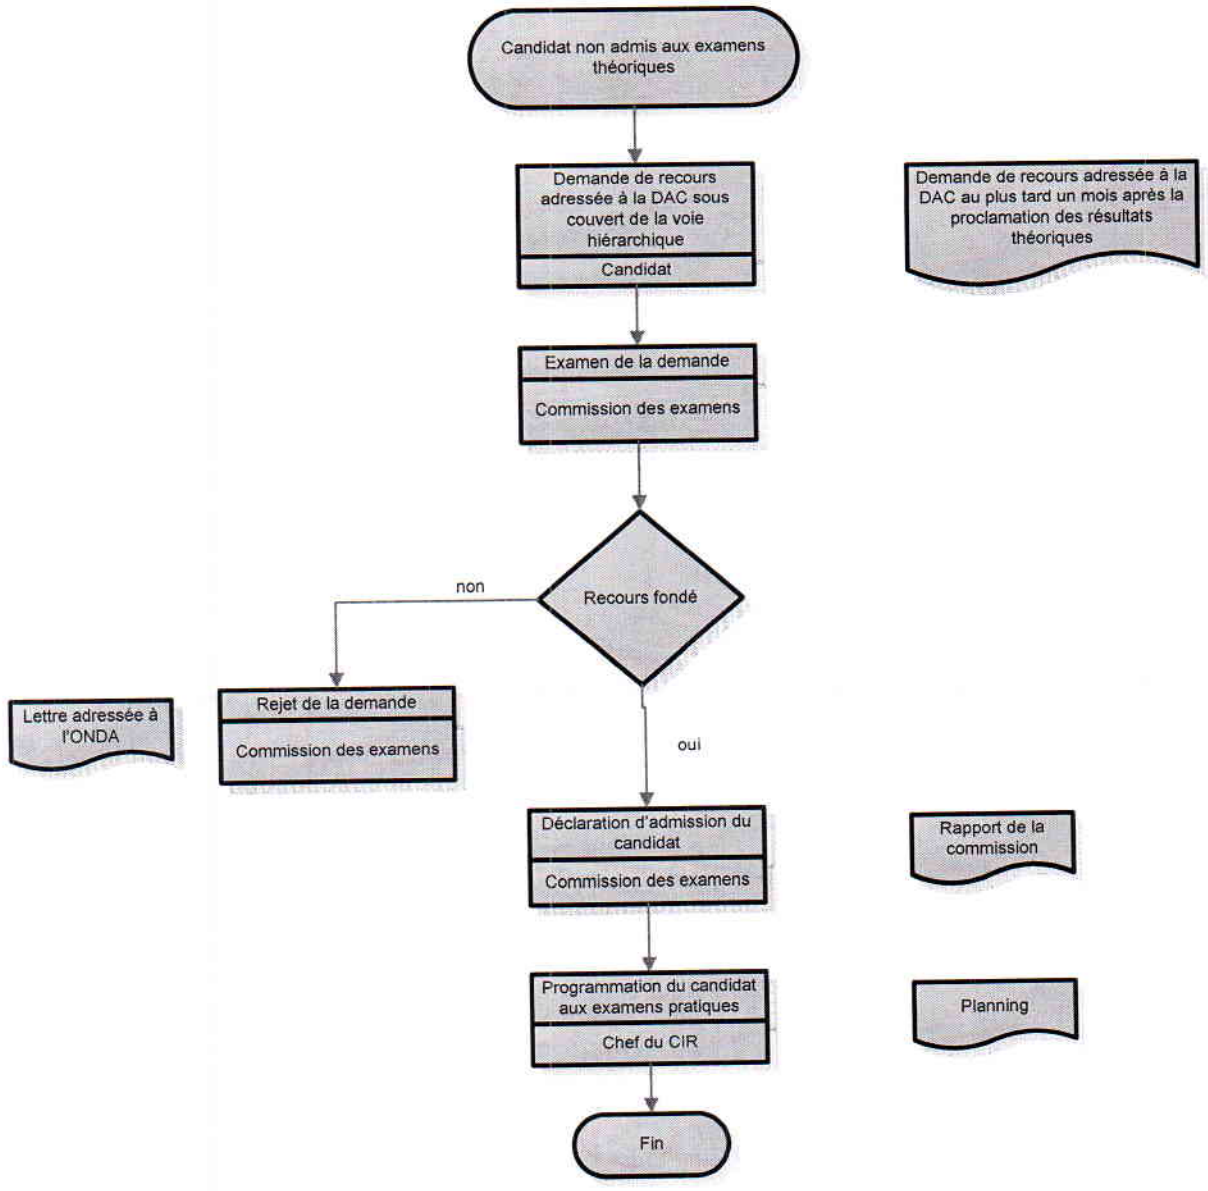 Candidat non admis aux examens
théoriques
Demande de recours
adressée à la DAC sous
couvert de la voie
hiérarchique
Candidat
Demande de recours adressée à la
DAC au plus tard un mois après la
proclamation des résultats
théoriques
Examen de la demande
Commission des examens
Recours fondé
non
Lettre adressée à
l'ONDA
Rejet de la demande
Commission des examens
oui
Déclaration d'admission du
candidat
Commission des examens
Rapport de la
commission
Programmation du candidat
aux examens pratiques
Chef du CIR
Planning
Fin